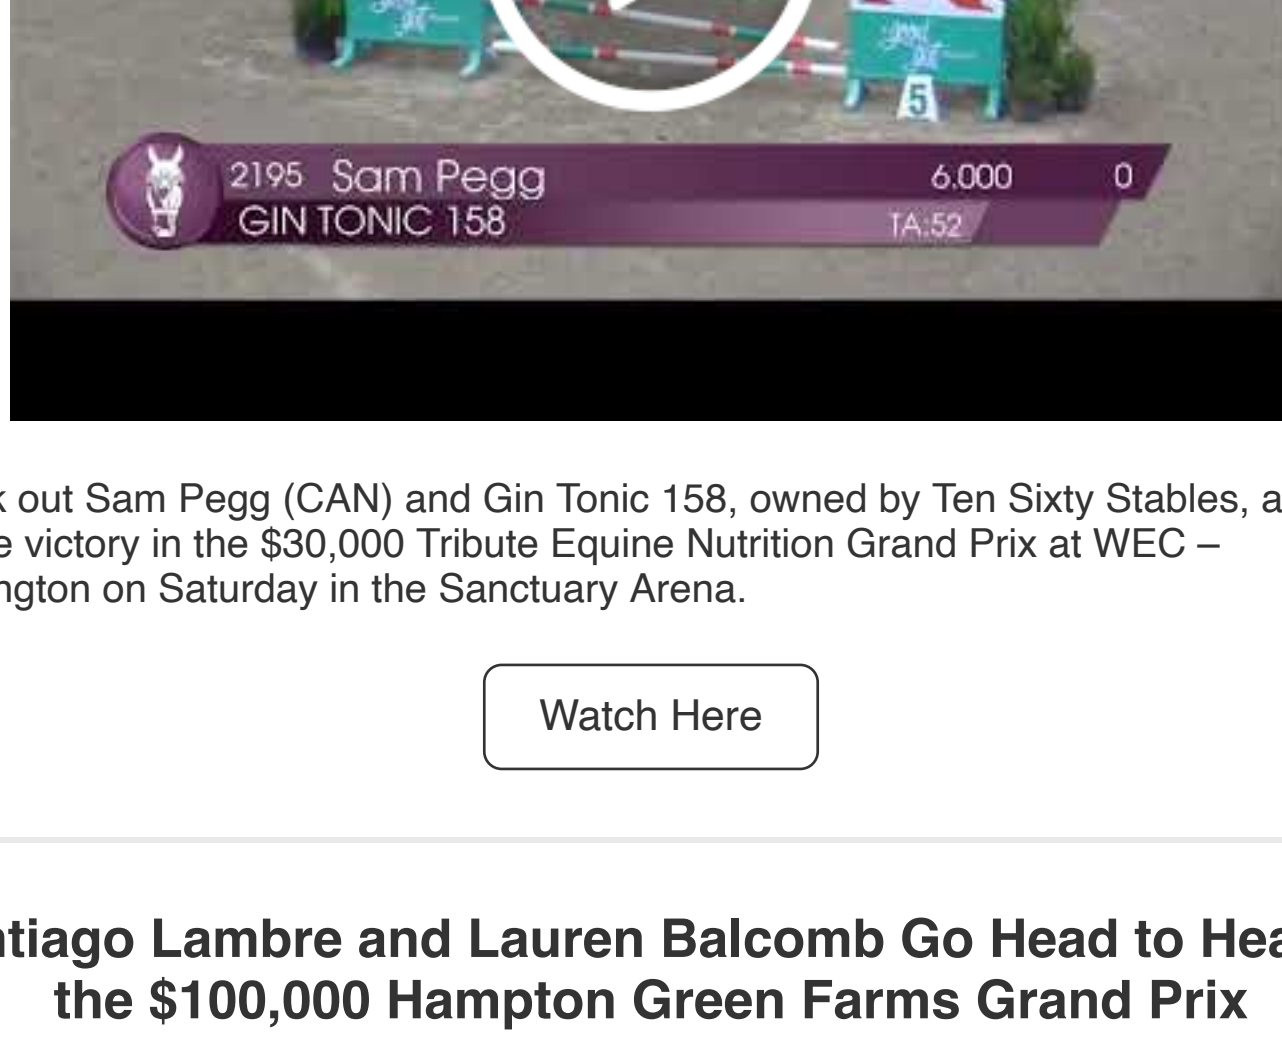 good
5
2195 Sam Pegg 6.000 0
GIN TONIC 158 TA:52
k out Sam Pegg (CAN) and Gin Tonic 158, owned by Ten Sixty Stables, a
e victory in the $30,000 Tribute Equine Nutrition Grand Prix at WEC –
ngton on Saturday in the Sanctuary Arena.
Watch Here
ntiago Lambre and Lauren Balcomb Go Head to Hea
the $100,000 Hampton Green Farms Grand Prix